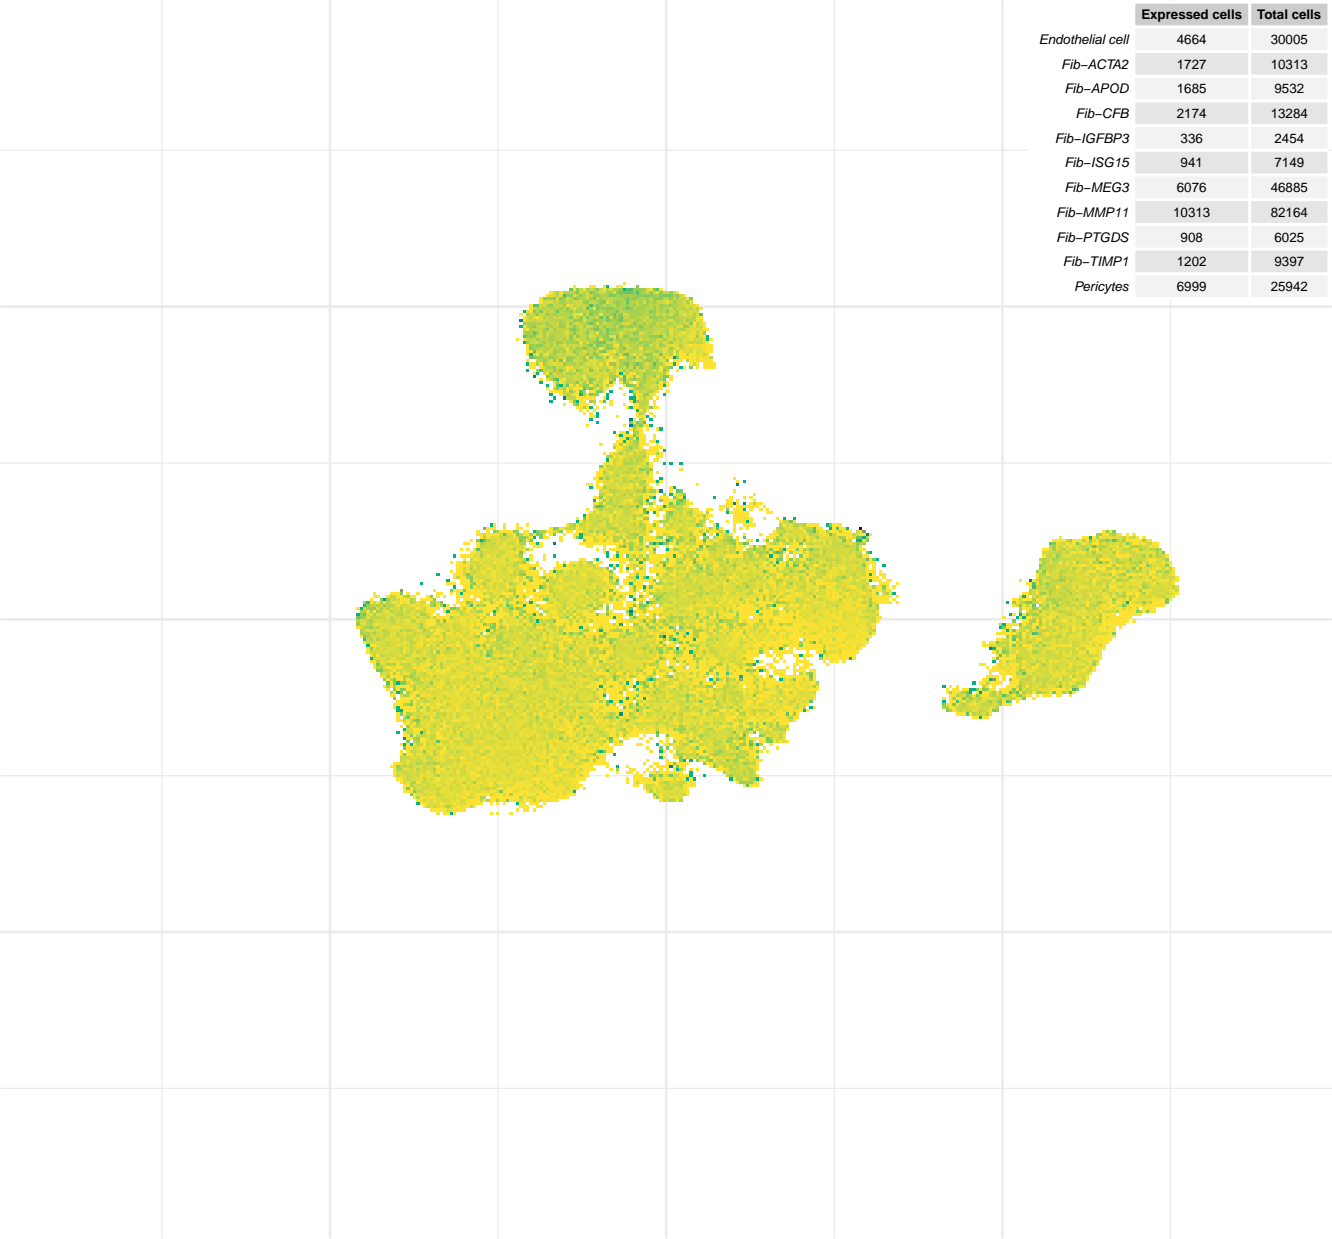 Expressed cells Total cells
Endothelial cell 4664 30005
Fib−ACTA2 1727 10313
Fib−APOD 1685 9532
Fib−CFB 2174 13284
Fib−IGFBP3 336 2454
Fib−ISG15 941 7149
Fib−MEG3 6076 46885
Fib−MMP11 10313 82164
Fib−PTGDS 908 6025
Fib−TIMP1 1202 9397
Pericytes 6999 25942